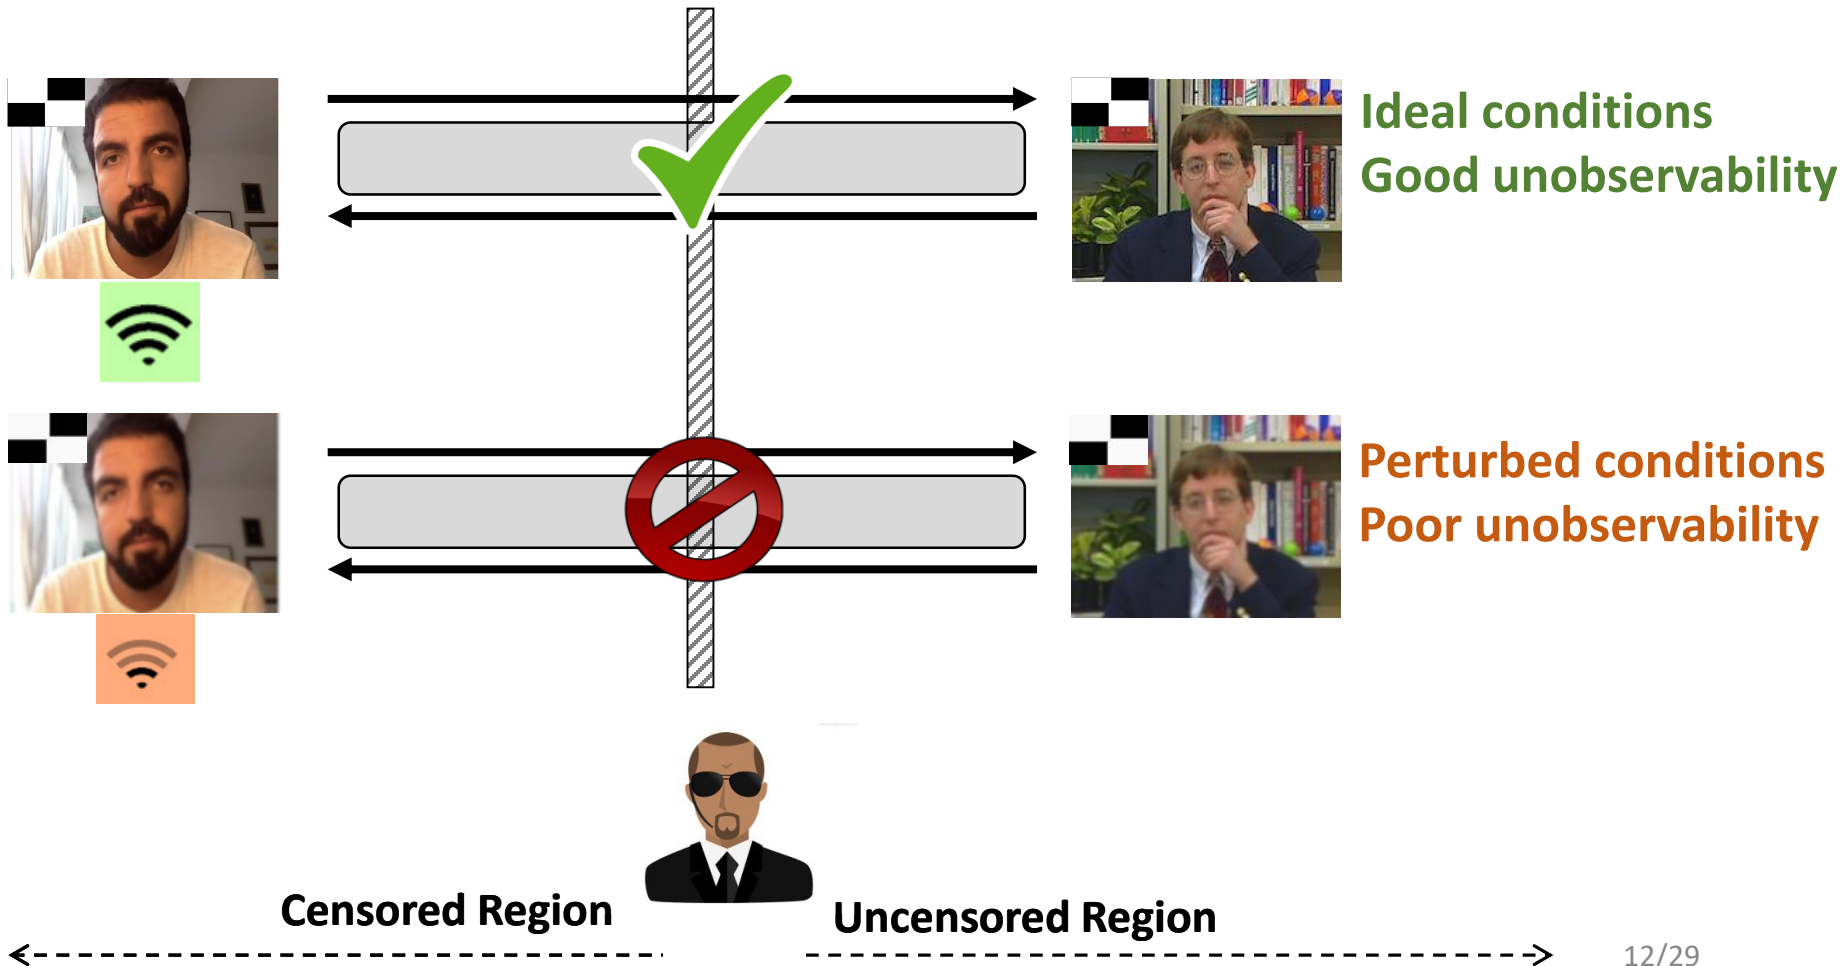 Ideal conditions
Good unobservability
Perturbed conditions
Poor unobservability
Censored Region
Uncensored Region
12/29